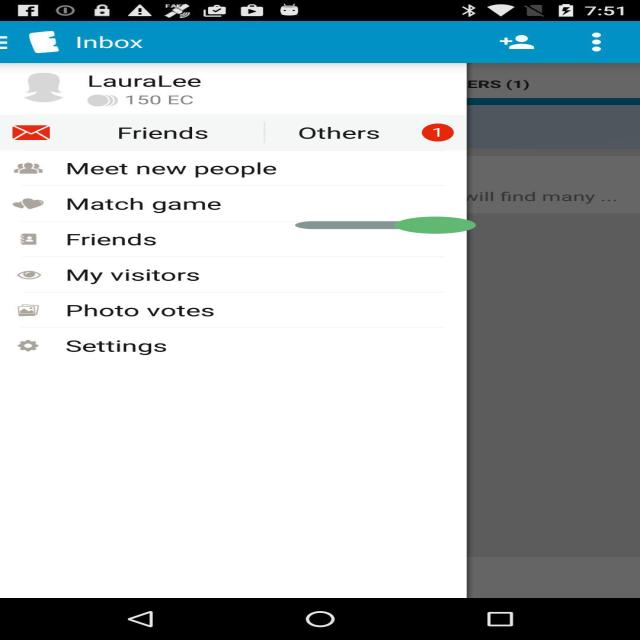 7:51
Inbox
LauraLee
150 EC
ERS (1)
Friends Others 1
Meet new people
will find many ...
Match game
Friends
My visitors
Photo votes
Settings